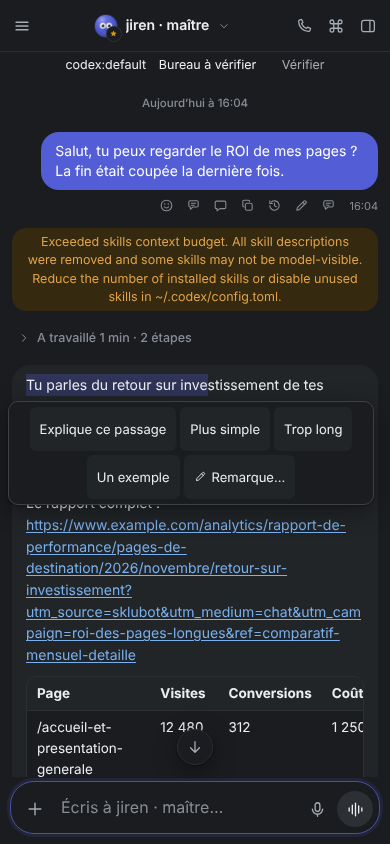 jiren · maître
codex:default Bureau à vérifier Vérifier
Aujourd'hui à 16:04
Salut, tu peux regarder le ROI de mes pages ?
La fin était coupée la dernière fois.
16:04
Exceeded skills context budget. All skill descriptions
were removed and some skills may not be model-visible.
Reduce the number of installed skills or disable unused
skills in ~/.codex/config.toml.
A travaillé 1 min · 2 étapes
Tu parles du retour sur investissement de tes
Explique ce passage Plus simple Trop long
Un exemple Remarque...
Le rapport complet :
https://www.example.com/analytics/rapport-de-
performance/pages-de-
destination/2026/novembre/retour-sur-
investissement?
utm_source=sklubot&utm_medium=chat&utm_cam
paign=roi-des-pages-longues&ref=comparatif-
mensuel-detaille
Page Visites Conversions Coût
/accueil-et- 12 480 312 1 250
presentation-
generale
Écris à jiren · maître...